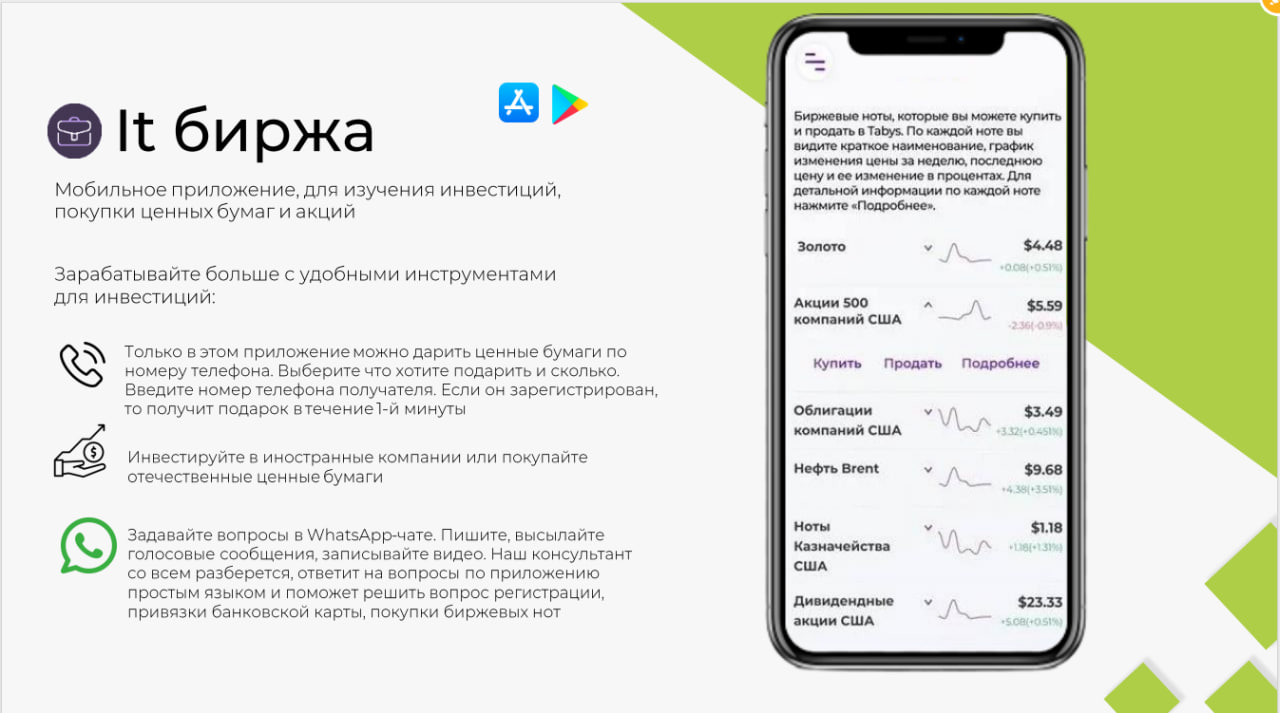 It биржа
Мобильное приложение, для изучения инвестиций,
покупки ценных бумаг и акций
Зарабатывайте больше с удобными инструментами
для инвестиций:
Только в этом приложение можно дарить ценные бумаги по
номеру телефона. Выберите что хотите подарить и сколько.
Введите номер телефона получателя. Если он зарегистрирован,
то получит подарок в течение 1-й минуты
Инвестируйте в иностранные компании или покупайте
отечественные ценные бумаги
Задавайте вопросы в WhatsApp-чате. Пишите, высылайте
голосовые сообщения, записывайте видео. Наш консультант
со всем разберется, ответит на вопросы по приложению
простым языком и поможет решить вопрос регистрации,
привязки банковской карты, покупки биржевых нот
Биржевые ноты, которые вы можете купить
и продать в Tabys. По каждой ноте вы
видите краткое наименование, график
изменения цены за неделю, последнюю
цену и ее изменение в процентах. Для
детальной информации по каждой ноте
нажмите «Подробнее».
Золото $4.48
+0.08(+0.51%)
Акции 500 $5.59
компаний США -2.36(-0.9%)
Купить Продать Подробнее
Облигации $3.49
компаний США +3.32(+0.451%)
Нефть Brent $9.68
+4.38(+3.51%)
Ноты $1.18
Казначейства +1.18(+1.31%)
США
Дивидендные $23.33
акции США +5.08(+0.51%)